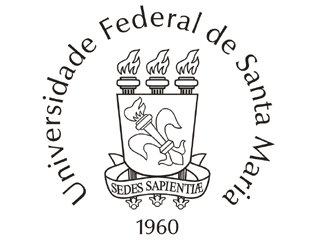 Universidade Federal de Santa Maria
SEDES SAPIENTIÆ
1960